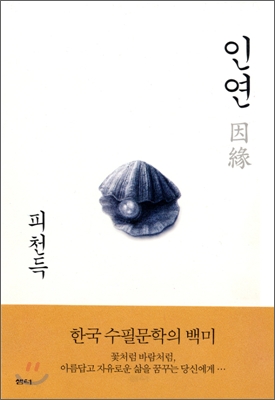 인연
因緣
피천득
한국 수필문학의 백미
꽃처럼 바람처럼,
아름답고 자유로운 삶을 꿈꾸는 당신에게 …
샘터